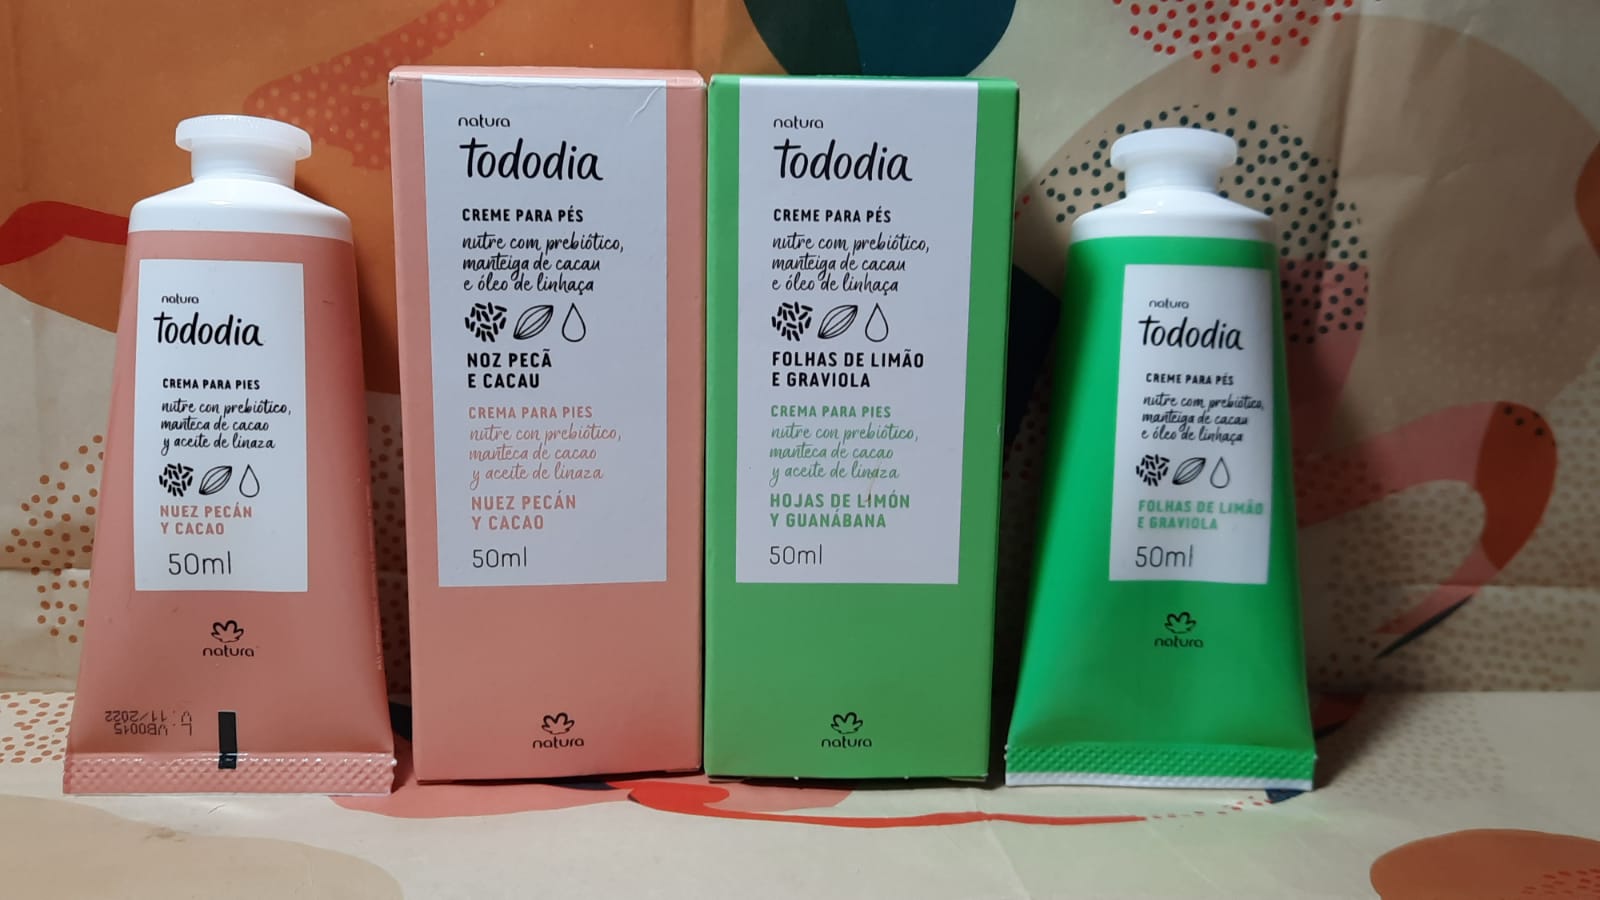 natura
Tododia
CREMA PARA PIES
nutre con prebiótico,
manteca de cacao
y aceite de linaza
NUEZ PECÁN
Y CACAO
50ml
natura
L VB0045
V: 11/2022
natura
Tododia
CREME PARA PÉS
nutre com prebiótico,
manteiga de cacau
e óleo de linhaça
NOZ PECÃ
E CACAU
CREMA PARA PIES
nutre con prebiótico,
manteca de cacao
y aceite de linaza
NUEZ PECÁN
Y CACAO
50ml
natura
natura
Tododia
CREME PARA PÉS
nutre com prebiótico,
manteiga de cacau
e óleo de linhaça
FOLHAS DE LIMÃO
E GRAVIOLA
CREMA PARA PIES
nutre con prebiótico,
manteca de cacao
y aceite de linaza
HOJAS DE LIMÓN
Y GUANÁBANA
50ml
natura
natura
Tododia
CREME PARA PÉS
nutre com prebiótico,
manteiga de cacau
e óleo de linhaça
FOLHAS DE LIMÃO
E GRAVIOLA
50ml
natura